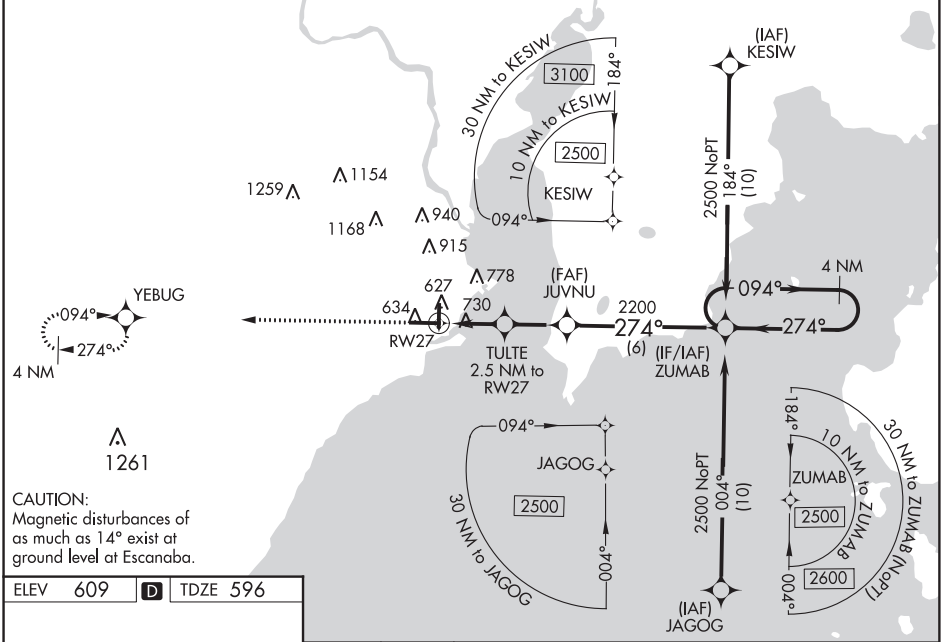 (IAF)
KESIW
30 NM to KESIW
3100
184°
10 NM to KESIW
2500
KESIW
094°
2500 NoPT
184°
(10)
1259
1154
1168
940
915
778
627
634
730
RW27
YEBUG
094°
274°
4 NM
(FAF)
JUVNU
2200
274°
(6)
(IF/IAF)
ZUMAB
094°
4 NM
274°
TULTE
2.5 NM to
RW27
1261
094°
JAGOG
2500
004°
30 NM to JAGOG
2500 NoPT
004°
(10)
(IAF)
JAGOG
184°
10 NM to ZUMAB
30 NM to ZUMAB (NoPT)
ZUMAB
2500
2600
004°
CAUTION:
Magnetic disturbances of
as much as 14° exist at
ground level at Escanaba.
ELEV 609 D TDZE 596